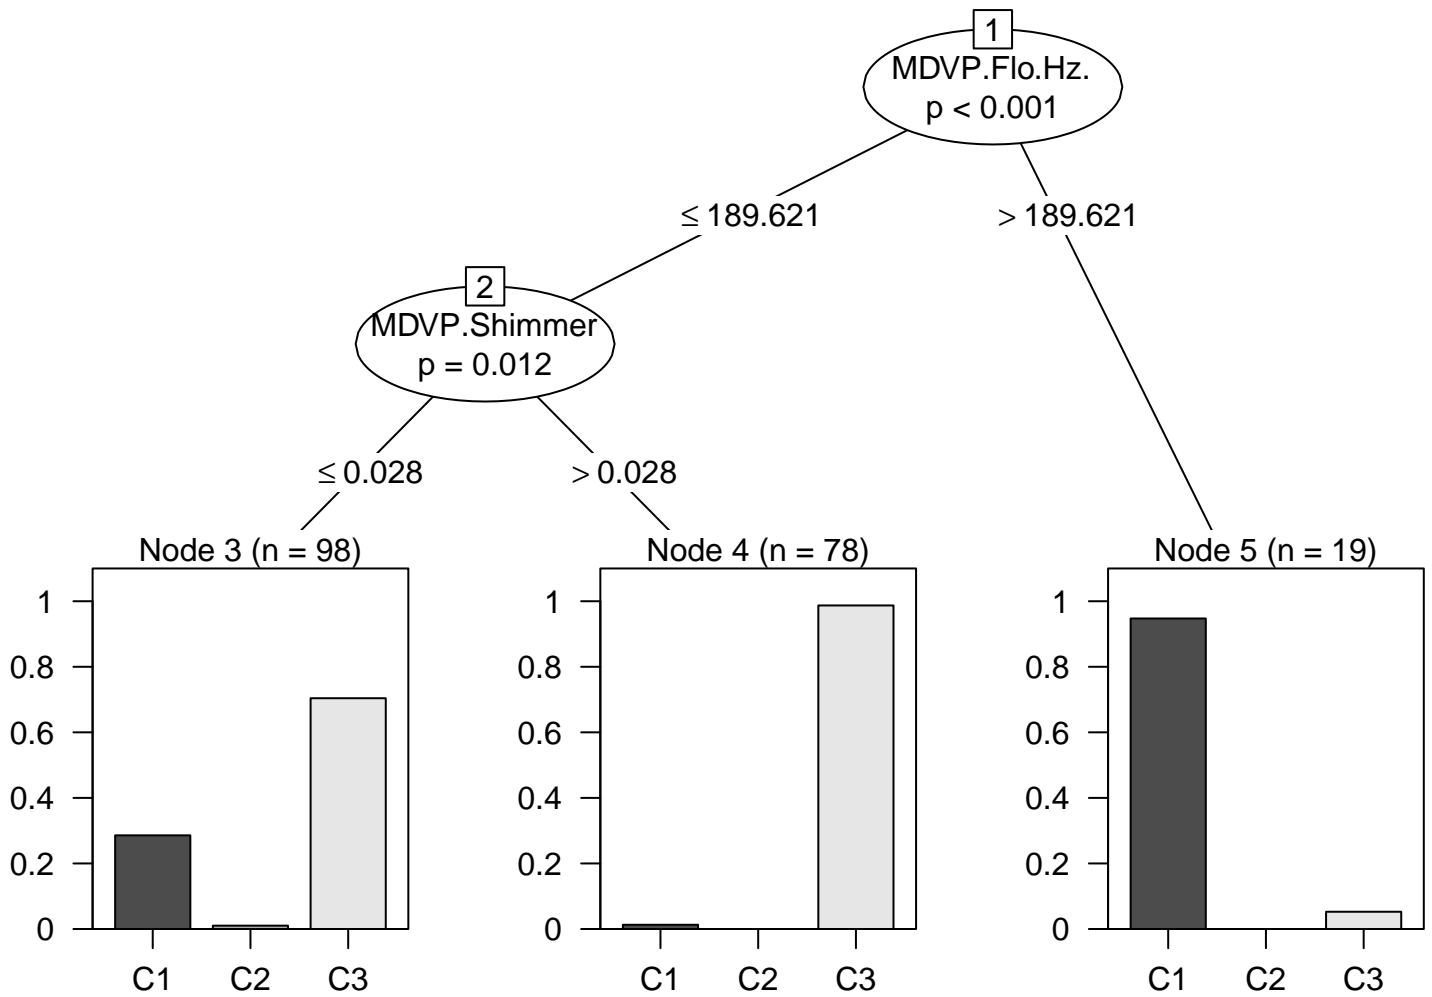 1
MDVP.Flo.Hz.
p < 0.001
≤ 189.621
> 189.621
2
MDVP.Shimmer
p = 0.012
≤ 0.028
> 0.028
Node 3 (n = 98)
1
0.8
0.6
0.4
0.2
0
C1 C2 C3
Node 4 (n = 78)
1
0.8
0.6
0.4
0.2
0
C1 C2 C3
Node 5 (n = 19)
1
0.8
0.6
0.4
0.2
0
C1 C2 C3